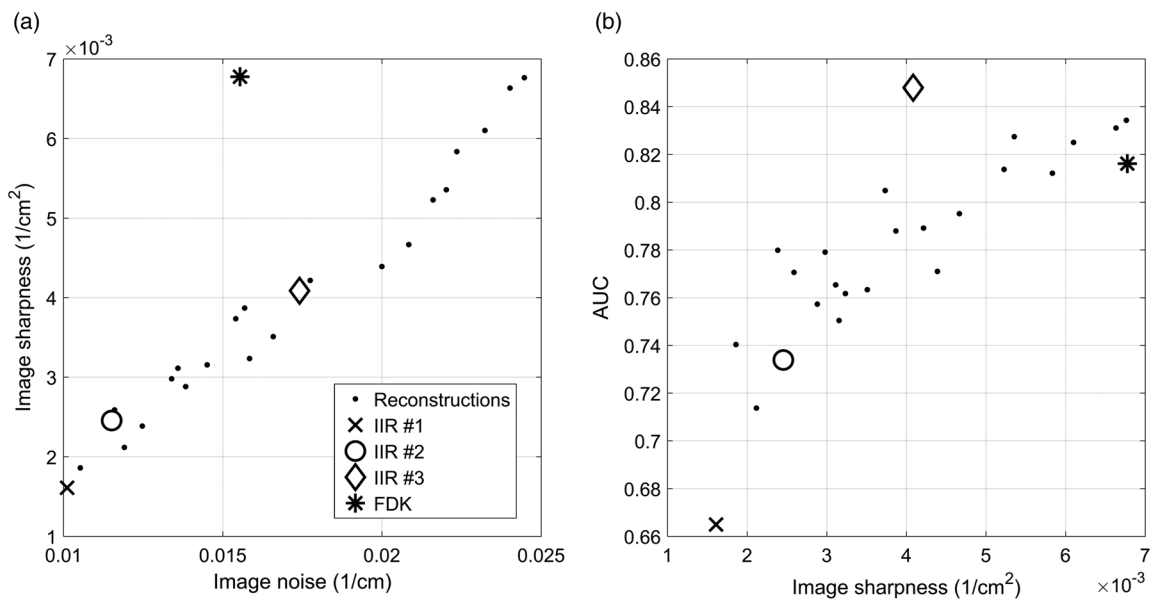 (a)
×10⁻³
7
6
5
4
3
2
1
Image sharpness (1/cm²)
0.01 0.015 0.02 0.025
Image noise (1/cm)
Reconstructions
IIR #1
IIR #2
IIR #3
FDK
(b)
0.86
0.84
0.82
0.8
0.78
0.76
0.74
0.72
0.7
0.68
0.66
AUC
1 2 3 4 5 6 7
Image sharpness (1/cm²) ×10⁻³